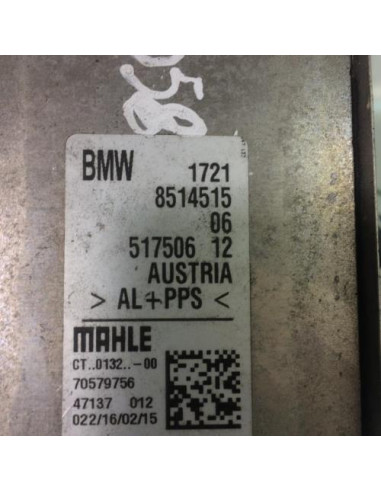 058
BMW 1721
8514515
06
517506 12
AUSTRIA
> AL+PPS <
MAHLE
CT..0132..-00
70579756
47137 012
022/16/02/15